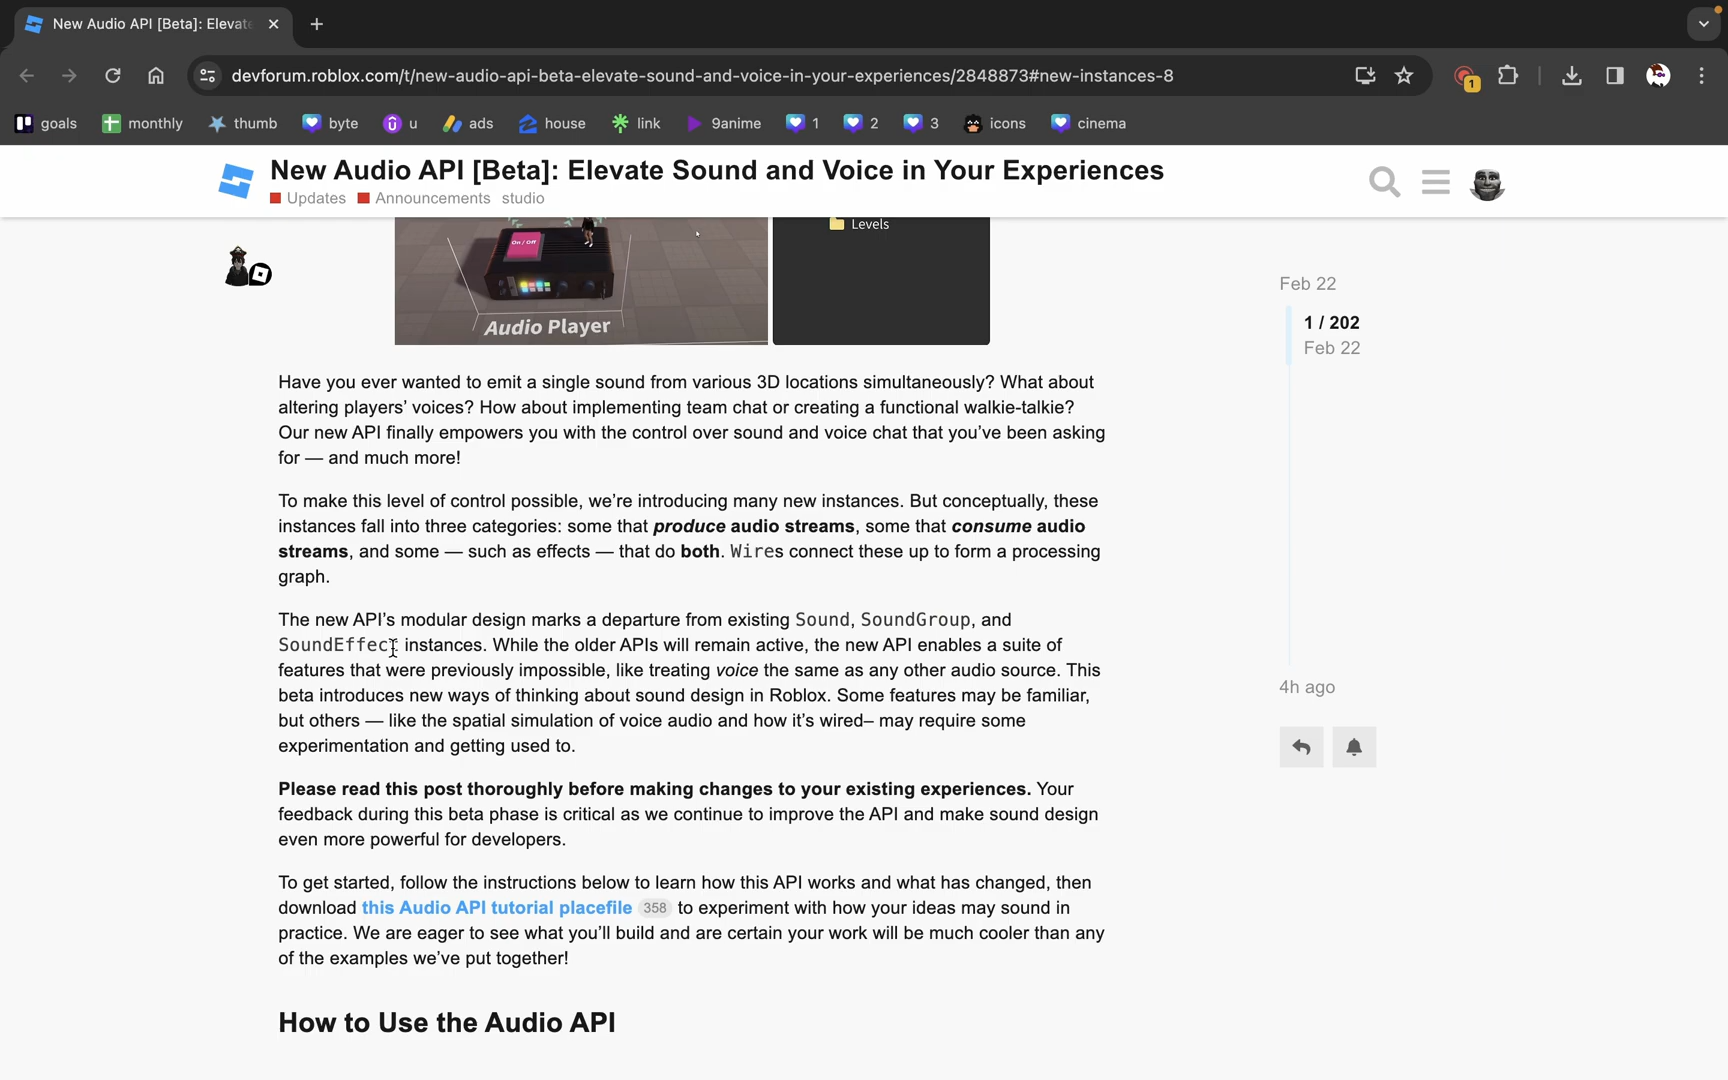 New Audio API [Beta]: Elevate
devforum.roblox.com/t/new-audio-api-beta-elevate-sound-and-voice-in-your-experiences/2848873#new-instances-8
1
goals monthly thumb byte u ads house link 9anime 1 2 3 icons cinema
New Audio API [Beta]: Elevate Sound and Voice in Your Experiences
Updates Announcements studio
On / Off
Levels
Audio Player
Feb 22
1 / 202
Feb 22
Have you ever wanted to emit a single sound from various 3D locations simultaneously? What about
altering players’ voices? How about implementing team chat or creating a functional walkie-talkie?
Our new API finally empowers you with the control over sound and voice chat that you’ve been asking
for — and much more!
To make this level of control possible, we’re introducing many new instances. But conceptually, these
instances fall into three categories: some that produce audio streams, some that consume audio
streams, and some — such as effects — that do both. Wires connect these up to form a processing
graph.
The new API’s modular design marks a departure from existing Sound, SoundGroup, and
SoundEffect instances. While the older APIs will remain active, the new API enables a suite of
features that were previously impossible, like treating voice the same as any other audio source. This
beta introduces new ways of thinking about sound design in Roblox. Some features may be familiar,
but others — like the spatial simulation of voice audio and how it’s wired– may require some
experimentation and getting used to.
4h ago
Please read this post thoroughly before making changes to your existing experiences. Your
feedback during this beta phase is critical as we continue to improve the API and make sound design
even more powerful for developers.
To get started, follow the instructions below to learn how this API works and what has changed, then
download this Audio API tutorial placefile 358 to experiment with how your ideas may sound in
practice. We are eager to see what you’ll build and are certain your work will be much cooler than any
of the examples we’ve put together!
How to Use the Audio API